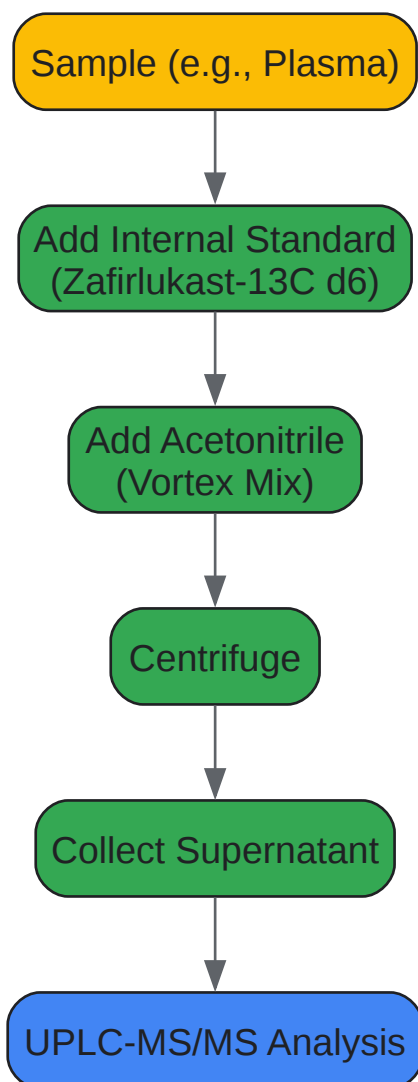 Sample (e.g., Plasma)
Add Internal Standard
(Zafirlukast-13C d6)
Add Acetonitrile
(Vortex Mix)
Centrifuge
Collect Supernatant
UPLC-MS/MS Analysis